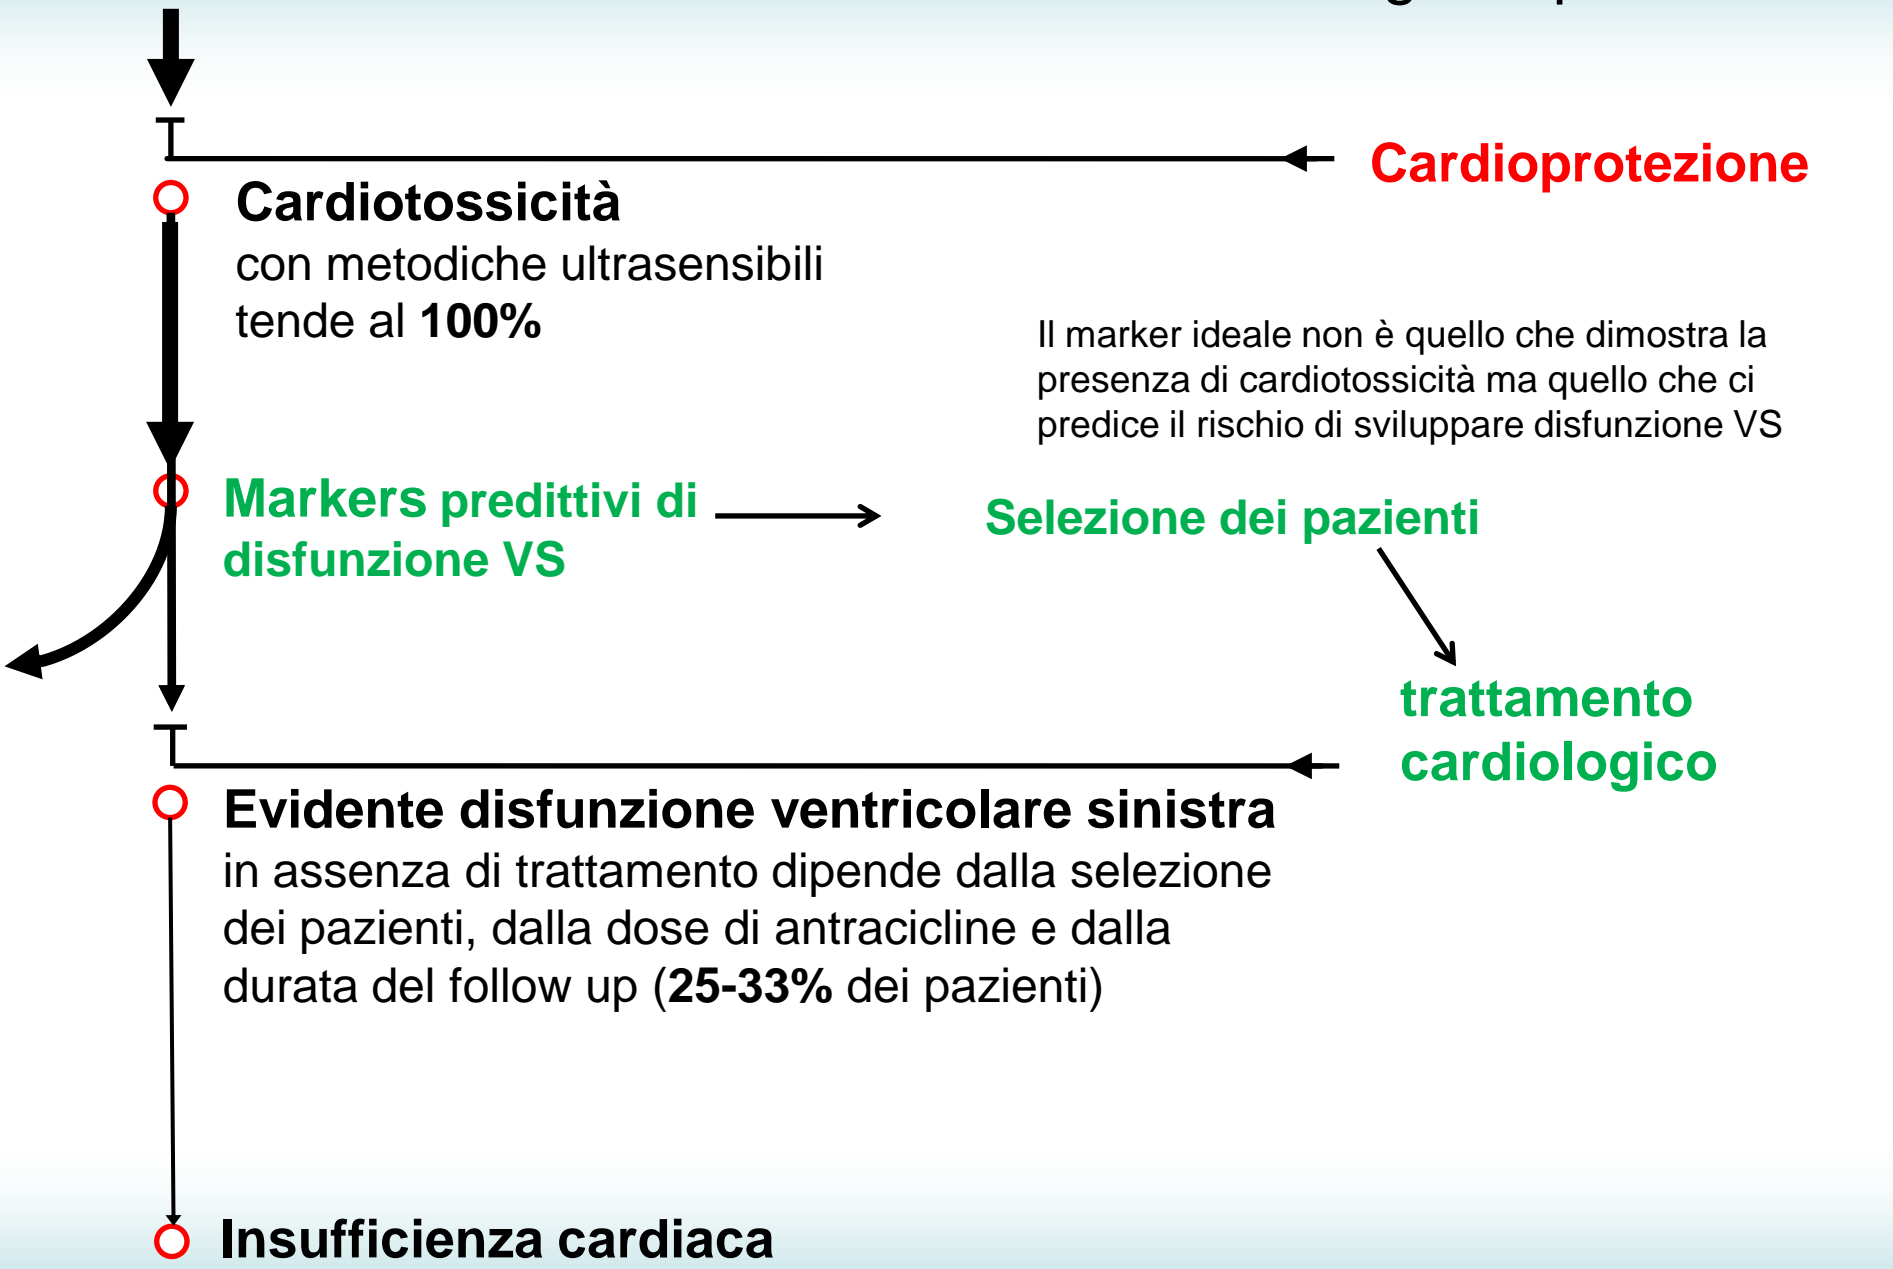 Cardioprotezione
Cardiotossicità
con metodiche ultrasensibili
tende al 100%
Il marker ideale non è quello che dimostra la
presenza di cardiotossicità ma quello che ci
predice il rischio di sviluppare disfunzione VS
Markers predittivi di
disfunzione VS
Selezione dei pazienti
trattamento
cardiologico
Evidente disfunzione ventricolare sinistra
in assenza di trattamento dipende dalla selezione
dei pazienti, dalla dose di antracicline e dalla
durata del follow up (25-33% dei pazienti)
Insufficienza cardiaca